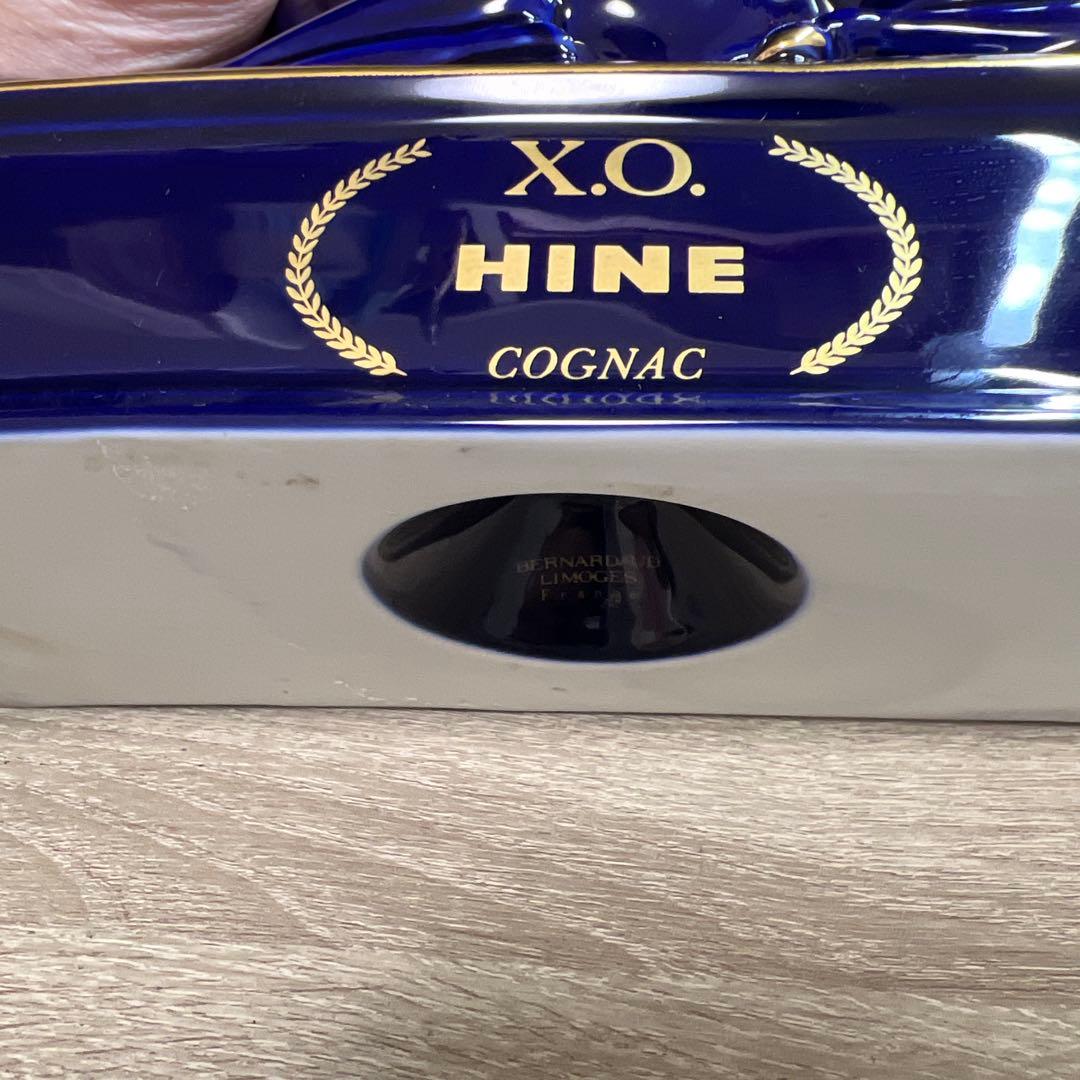 X.O.
HINE
COGNAC
BERNARDAUD
LIMOGES
France